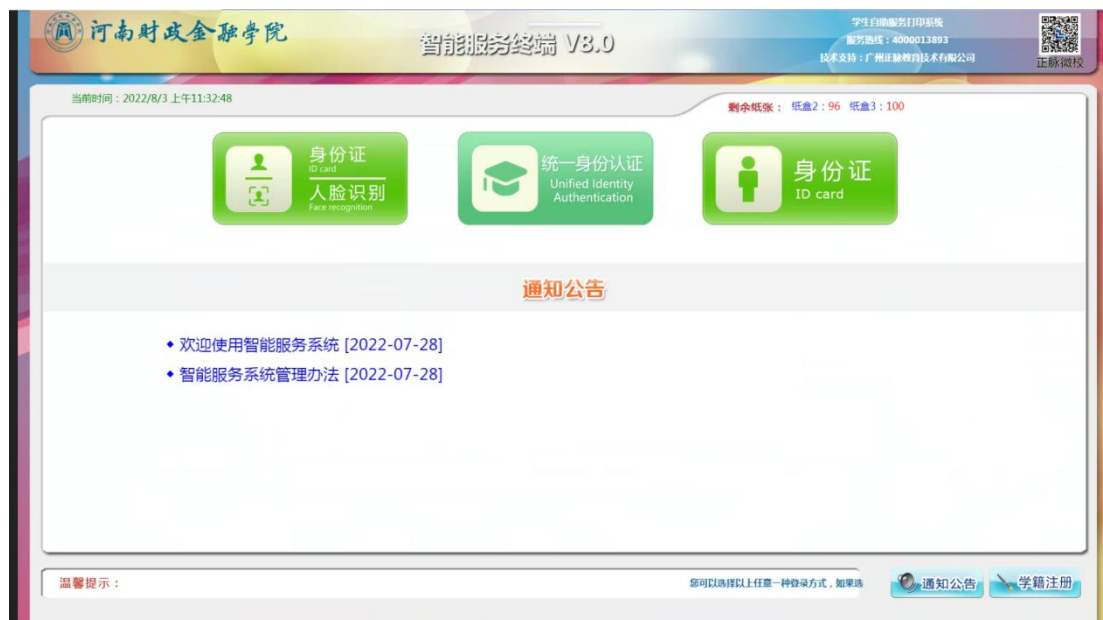 河南财政金融学院
智能服务终端 V8.0
学生自助服务打印系统
服务热线：4000013893
技术支持：广州正脉教育技术有限公司
正脉微校
当前时间：2022/8/3 上午11:32:48
剩余纸张： 纸盒2：96 纸盒3：100
身份证
ID card
人脸识别
Face recognition
统一身份认证
Unified Identity
Authentication
身份证
ID card
通知公告
欢迎使用智能服务系统 [2022-07-28]
智能服务系统管理办法 [2022-07-28]
温馨提示：
您可以选择以上任意一种登录方式，如果选
通知公告
学籍注册